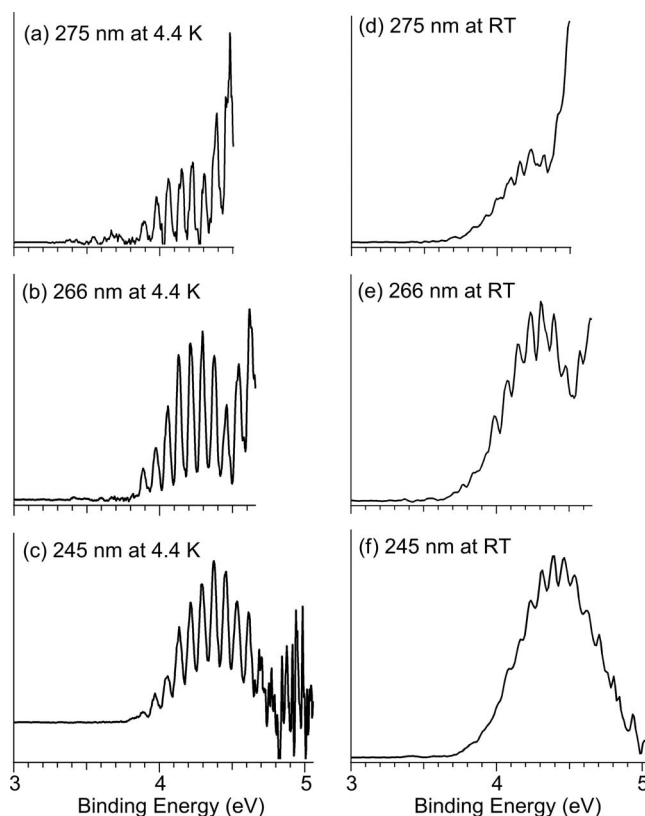 (a) 275 nm at 4.4 K
(d) 275 nm at RT
(b) 266 nm at 4.4 K
(e) 266 nm at RT
(c) 245 nm at 4.4 K
(f) 245 nm at RT
3 4 5
3 4 5
Binding Energy (eV)
Binding Energy (eV)